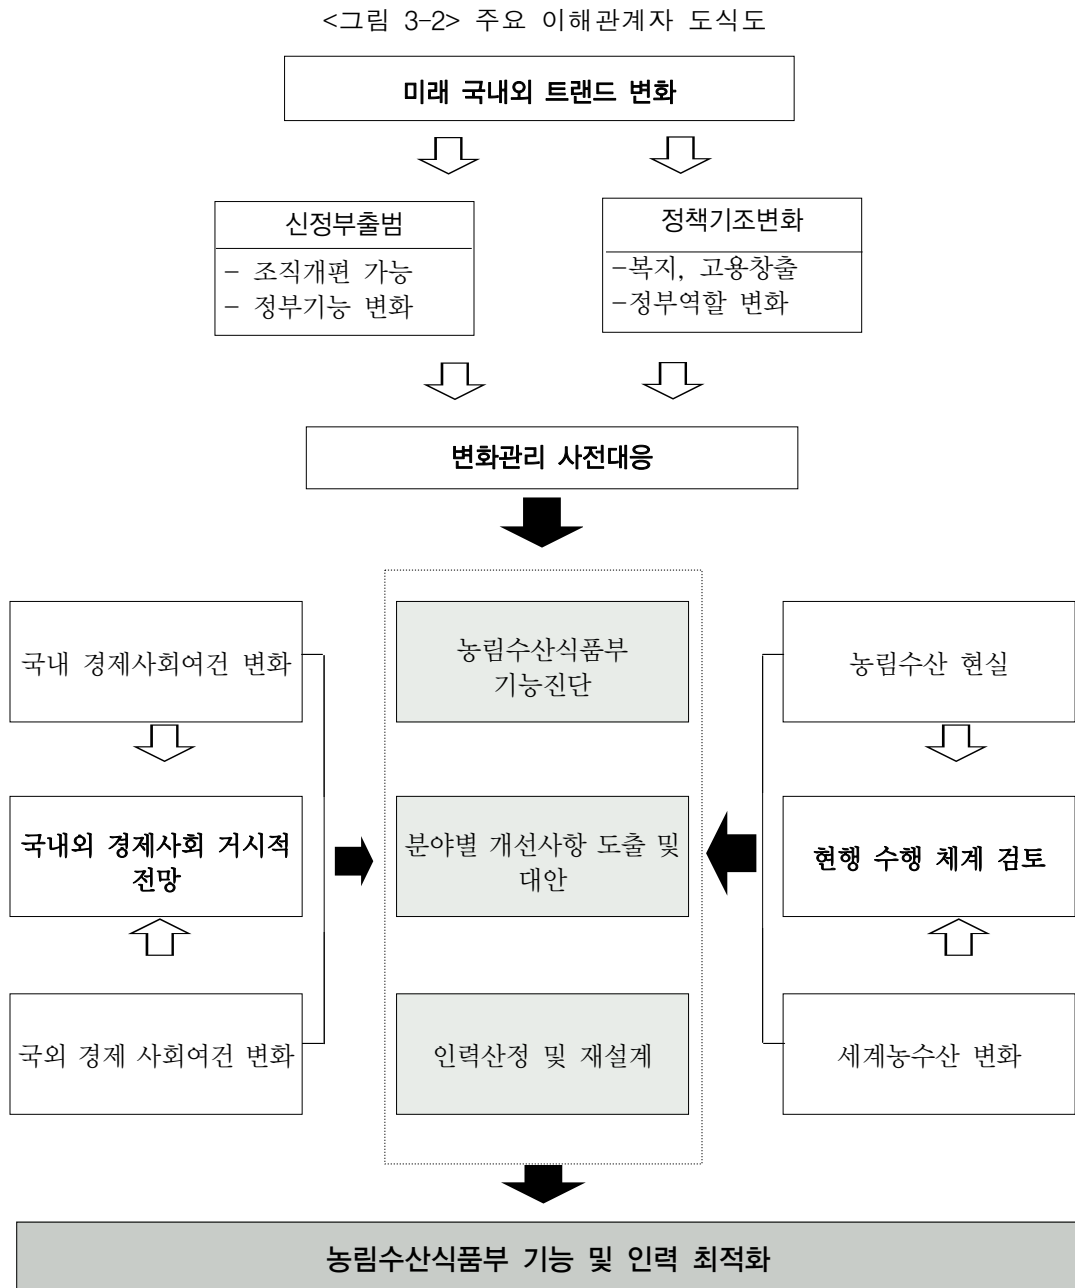 <그림 3-2> 주요 이해관계자 도식도
미래 국내외 트랜드 변화
신정부출범
- 조직개편 가능
- 정부기능 변화
정책기조변화
-복지, 고용창출
-정부역할 변화
변화관리 사전대응
국내 경제사회여건 변화
농림수산식품부
기능진단
농림수산 현실
국내외 경제사회 거시적
전망
분야별 개선사항 도출 및
대안
현행 수행 체계 검토
국외 경제 사회여건 변화
인력산정 및 재설계
세계농수산 변화
농림수산식품부 기능 및 인력 최적화